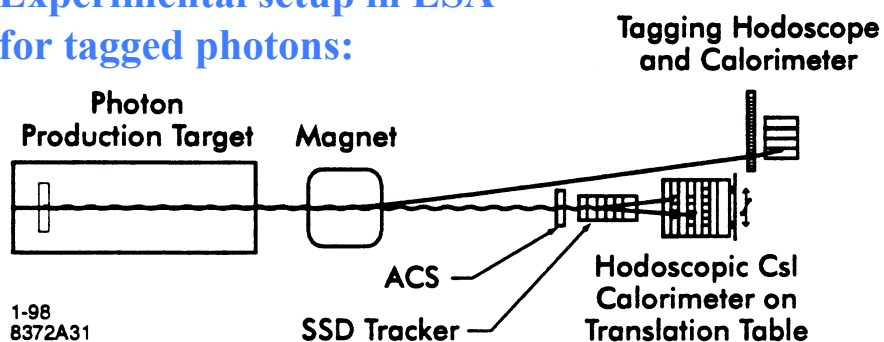 Experimental setup in ESA
for tagged photons:
Tagging Hodoscope
and Calorimeter
Photon
Production Target
Magnet
ACS
SSD Tracker
Hodoscopic CsI
Calorimeter on
Translation Table
1-98
8372A31